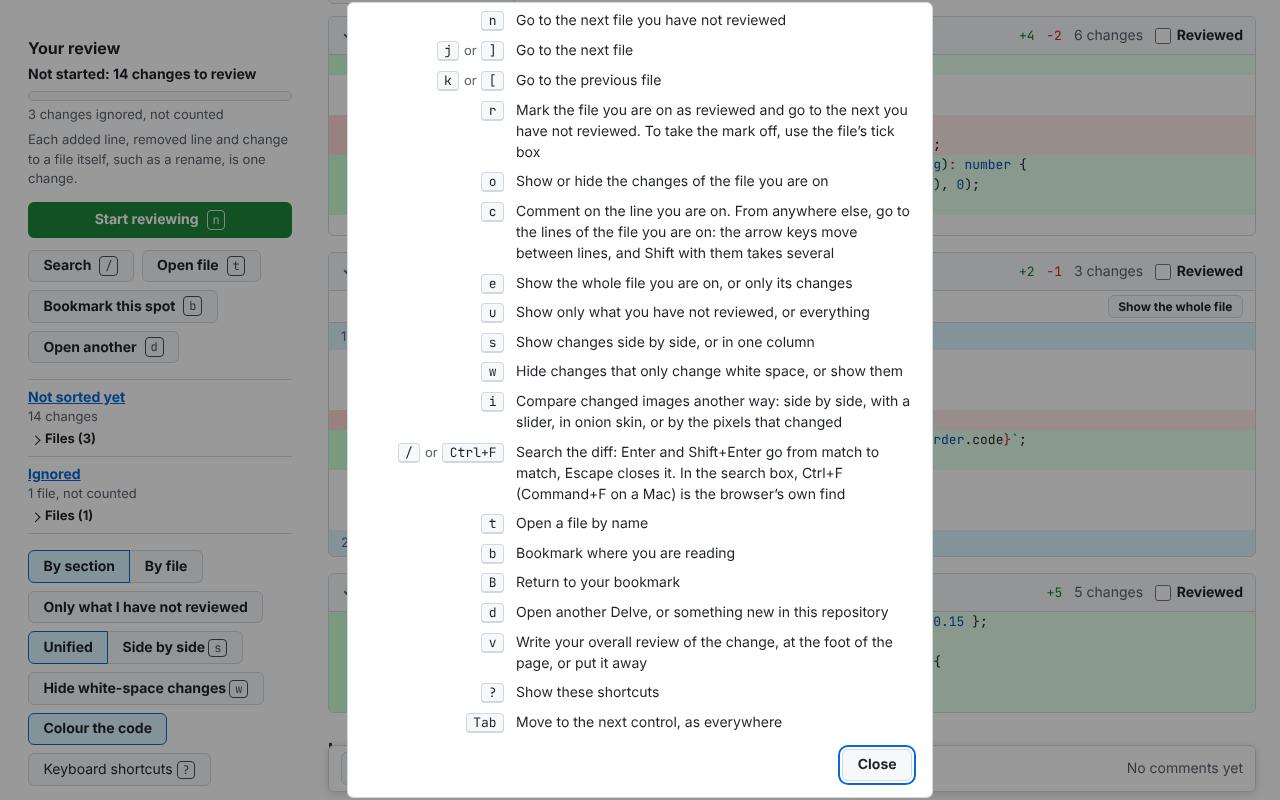 Your review
Not started: 14 changes to review
3 changes ignored, not counted
Each added line, removed line and change
to a file itself, such as a rename, is one
change.
Start reviewing n
Search / Open file t
Bookmark this spot b
Open another d
Not sorted yet
14 changes
Files (3)
Ignored
1 file, not counted
Files (1)
By section By file
Only what I have not reviewed
Unified Side by side s
Hide white-space changes w
Colour the code
Keyboard shortcuts ?
n Go to the next file you have not reviewed
j or ] Go to the next file
k or [ Go to the previous file
r Mark the file you are on as reviewed and go to the next you
have not reviewed. To take the mark off, use the file’s tick
box
o Show or hide the changes of the file you are on
c Comment on the line you are on. From anywhere else, go to
the lines of the file you are on: the arrow keys move
between lines, and Shift with them takes several
e Show the whole file you are on, or only its changes
u Show only what you have not reviewed, or everything
s Show changes side by side, or in one column
w Hide changes that only change white space, or show them
i Compare changed images another way: side by side, with a
slider, in onion skin, or by the pixels that changed
/ or Ctrl+F Search the diff: Enter and Shift+Enter go from match to
match, Escape closes it. In the search box, Ctrl+F
(Command+F on a Mac) is the browser’s own find
t Open a file by name
b Bookmark where you are reading
B Return to your bookmark
d Open another Delve, or something new in this repository
v Write your overall review of the change, at the foot of the
page, or put it away
? Show these shortcuts
Tab Move to the next control, as everywhere
Close
+4 -2 6 changes Reviewed
;
g): number {
), 0);
+2 -1 3 changes Reviewed
Show the whole file
1
rder.code}`;
2
+5 5 changes Reviewed
0.15 };
{
No comments yet